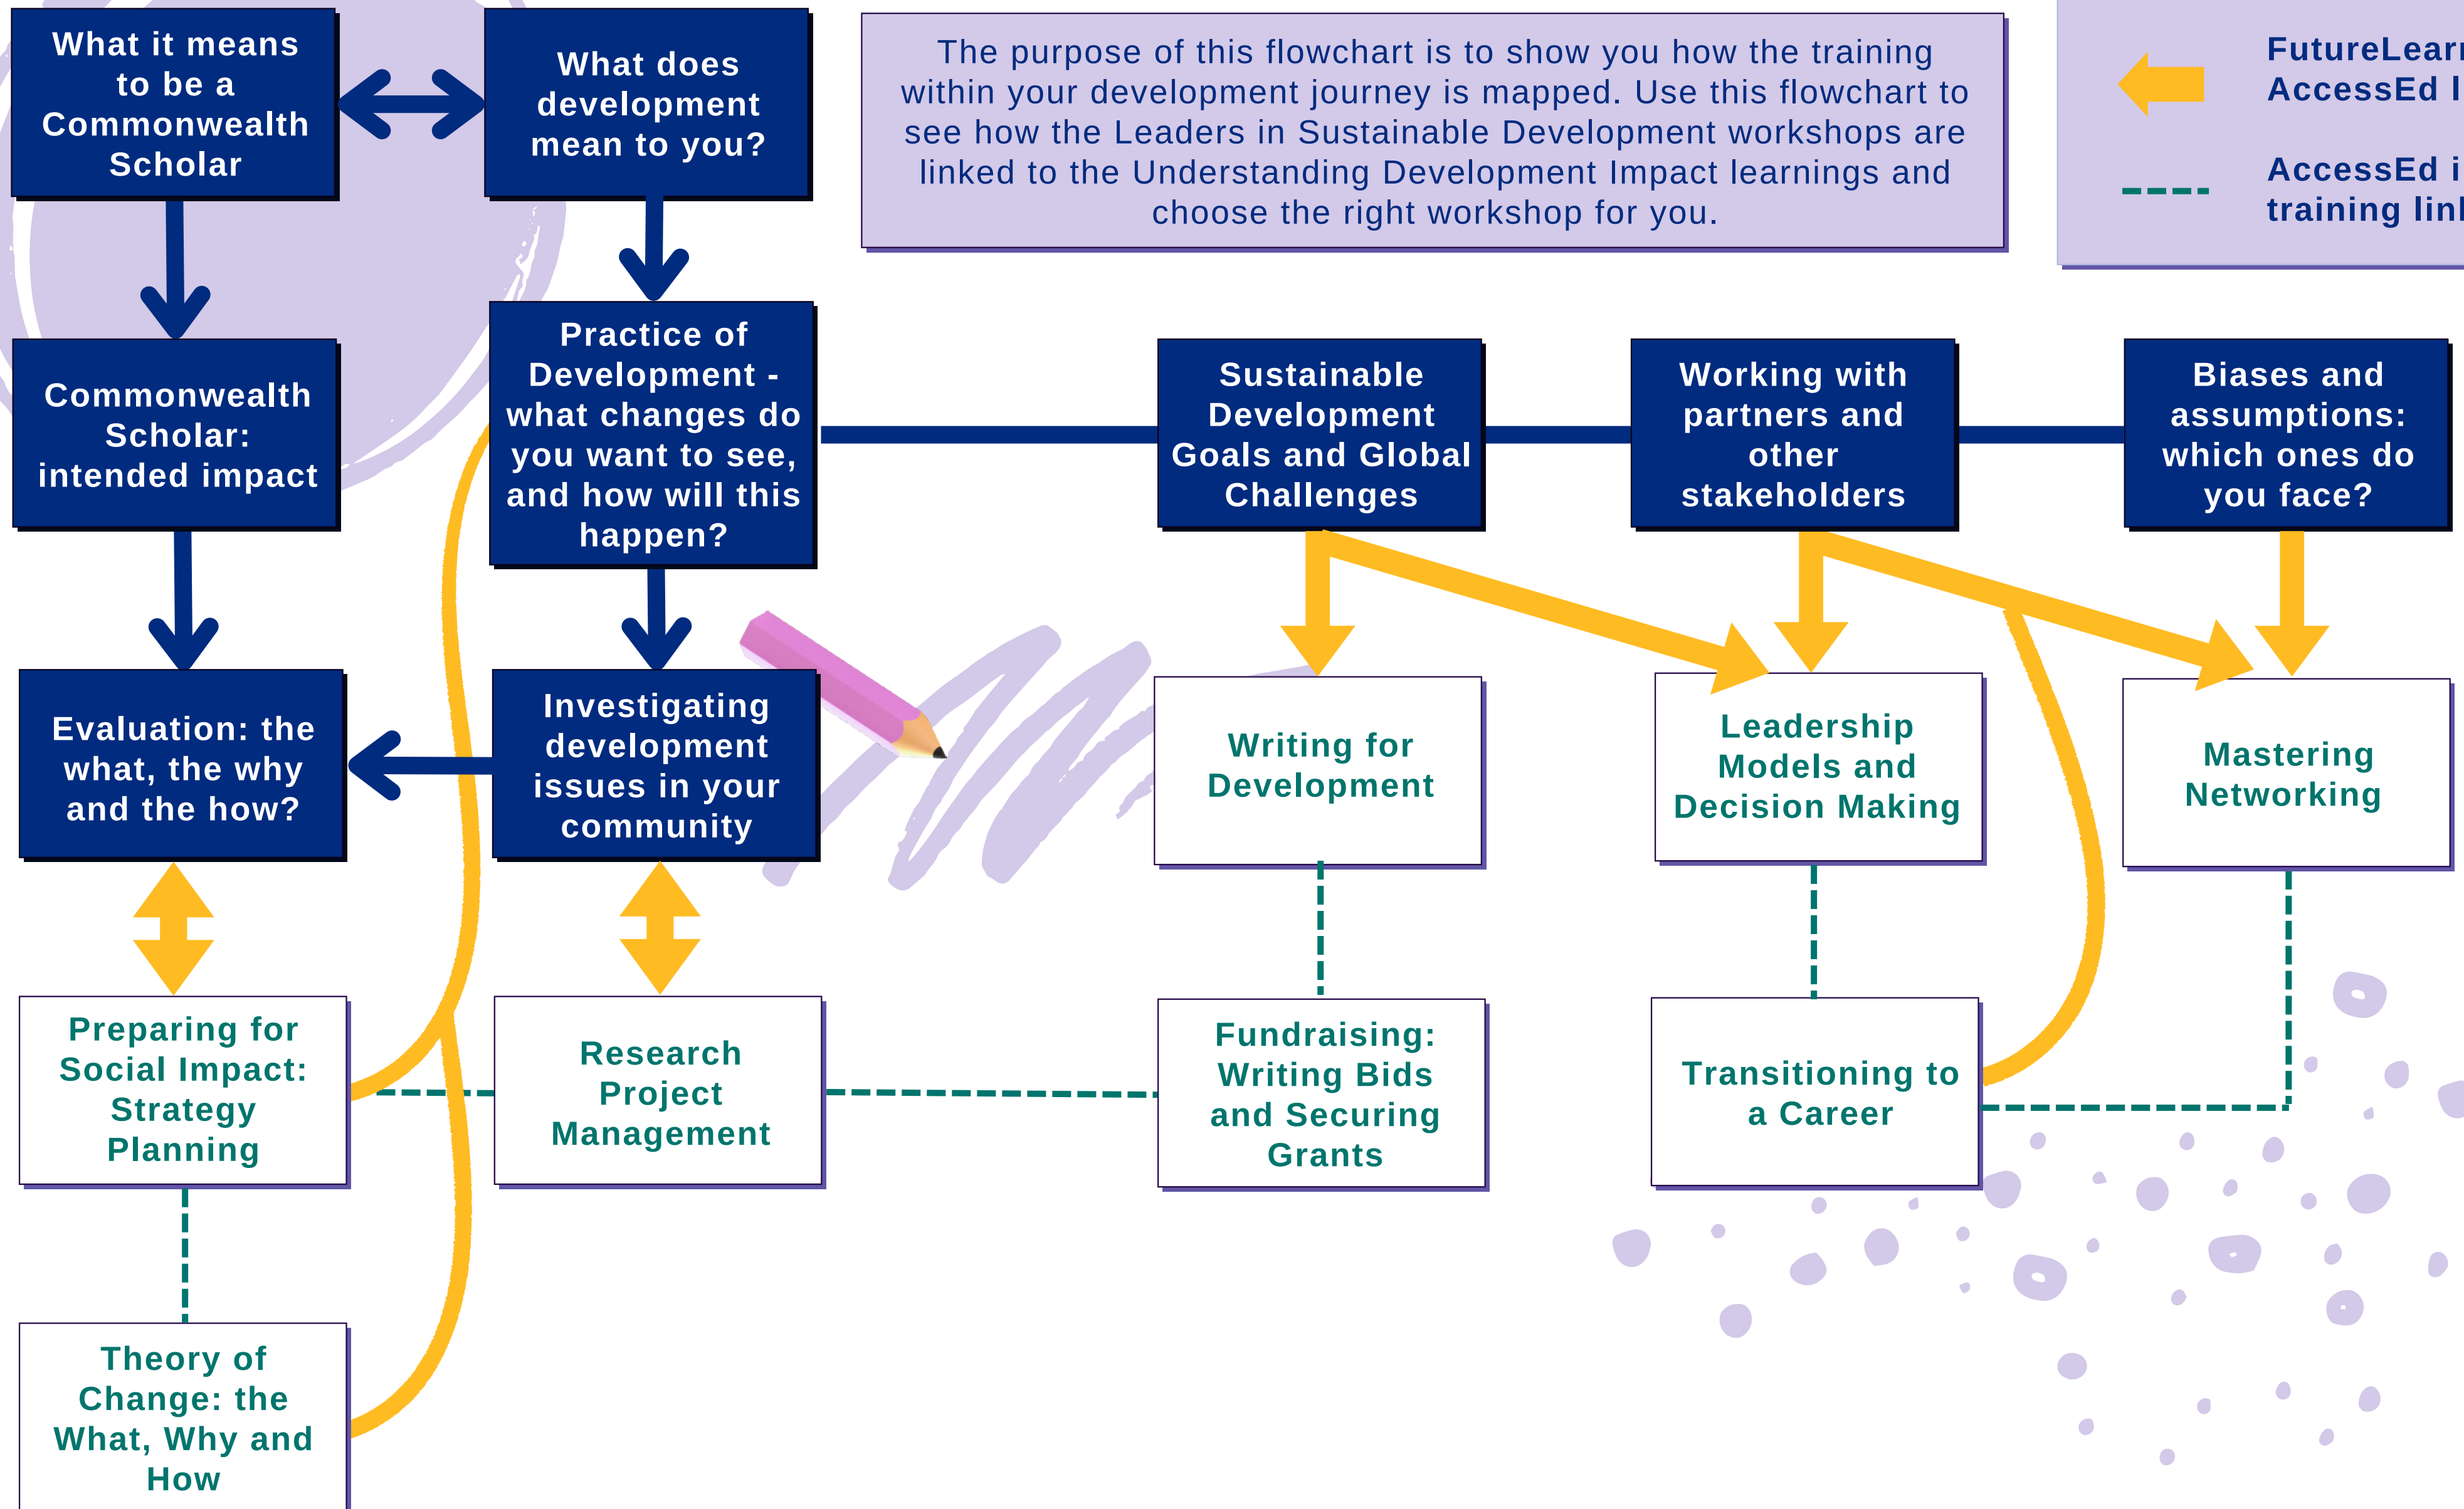 What it means
to be a
Commonwealth
Scholar
What does
development
mean to you?
The purpose of this flowchart is to show you how the training
within your development journey is mapped. Use this flowchart to
see how the Leaders in Sustainable Development workshops are
linked to the Understanding Development Impact learnings and
choose the right workshop for you.
FutureLearn
AccessEd
AccessEd
training
Commonwealth
Scholar:
intended impact
Practice of
Development -
what changes do
you want to see,
and how will this
happen?
Sustainable
Development
Goals and Global
Challenges
Working with
partners and
other
stakeholders
Biases and
assumptions:
which ones do
you face?
Evaluation: the
what, the why
and the how?
Investigating
development
issues in your
community
Writing for
Development
Leadership
Models and
Decision Making
Mastering
Networking
Preparing for
Social Impact:
Strategy
Planning
Research
Project
Management
Fundraising:
Writing Bids
and Securing
Grants
Transitioning to
a Career
Theory of
Change: the
What, Why and
How